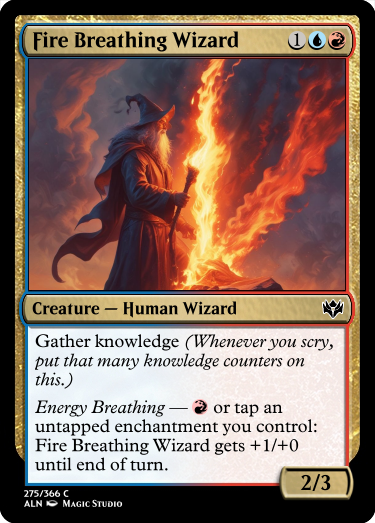 Fire Breathing Wizard 1
Creature — Human Wizard
Gather knowledge (Whenever you scry,
put that many knowledge counters on
this.)
Energy Breathing — or tap an
untapped enchantment you control:
Fire Breathing Wizard gets +1/+0
until end of turn.
2/3
275/366 C
ALN Magic Studio